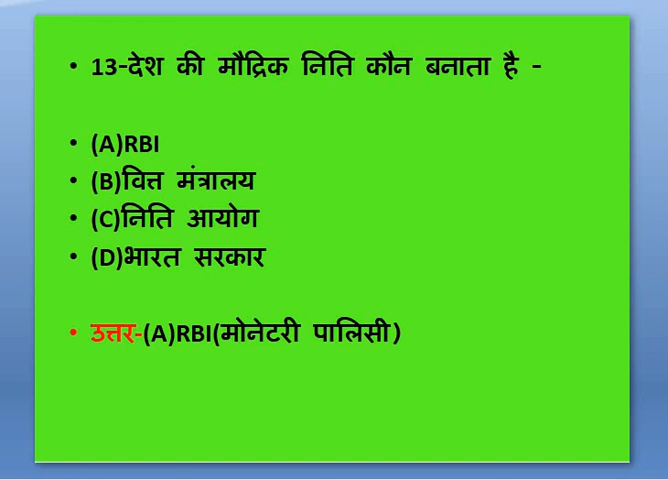 • 13-देश की मौद्रिक निति कौन बनाता है -
• (A)RBI
• (B)वित्त मंत्रालय
• (C)निति आयोग
• (D)भारत सरकार
• उत्तर-(A)RBI(मोनेटरी पालिसी)